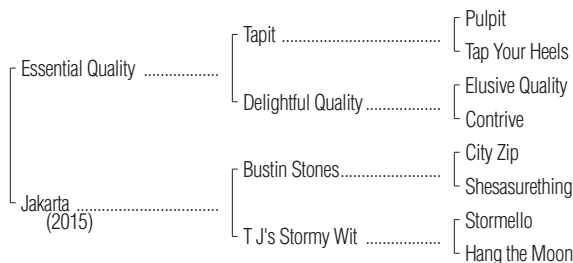 Pulpit
Tapit ........................................
Tap Your Heels
Essential Quality ..................
Elusive Quality
Delightful Quality ...................
Contrive
City Zip
Bustin Stones.........................
Shesasurething
Jakarta ...................................
(2015)
Stormello
T J's Stormy Wit ...................
Hang the Moon